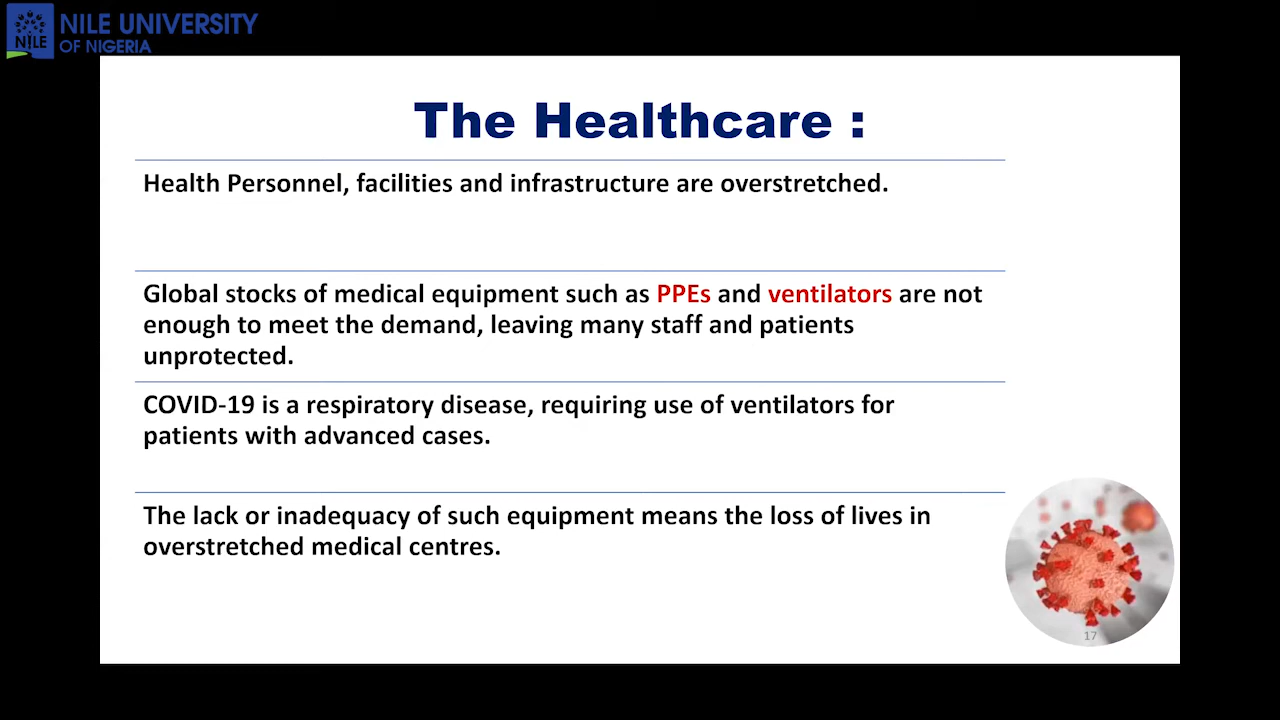 NILE UNIVERSITY
OF NIGERIA
NILE
The Healthcare :
Health Personnel, facilities and infrastructure are overstretched.
Global stocks of medical equipment such as PPEs and ventilators are not
enough to meet the demand, leaving many staff and patients
unprotected.
COVID-19 is a respiratory disease, requiring use of ventilators for
patients with advanced cases.
The lack or inadequacy of such equipment means the loss of lives in
overstretched medical centres.
17